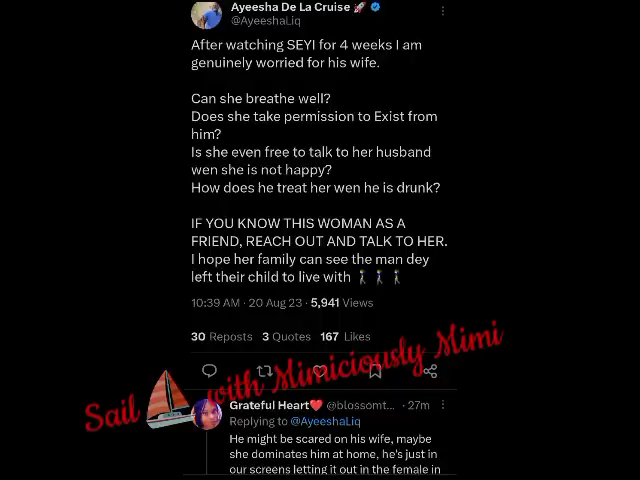 Ayeesha De La Cruise 🚀
@AyeeshaLiq
After watching SEYI for 4 weeks I am
genuinely worried for his wife.
Can she breathe well?
Does she take permission to Exist from
him?
Is she even free to talk to her husband
wen she is not happy?
How does he treat her wen he is drunk?
IF YOU KNOW THIS WOMAN AS A
FRIEND, REACH OUT AND TALK TO HER.
I hope her family can see the man dey
left their child to live with 🚶‍♀️🚶‍♀️🚶‍♀️
10:39 AM · 20 Aug 23 · 5,941 Views
30 Reposts 3 Quotes 167 Likes
Sail with Mimiciously Mimi
Grateful Heart❤️ @blossomt... · 27m
Replying to @AyeeshaLiq
He might be scared on his wife, maybe
she dominates him at home, he's just in
our screens letting it out in the female in